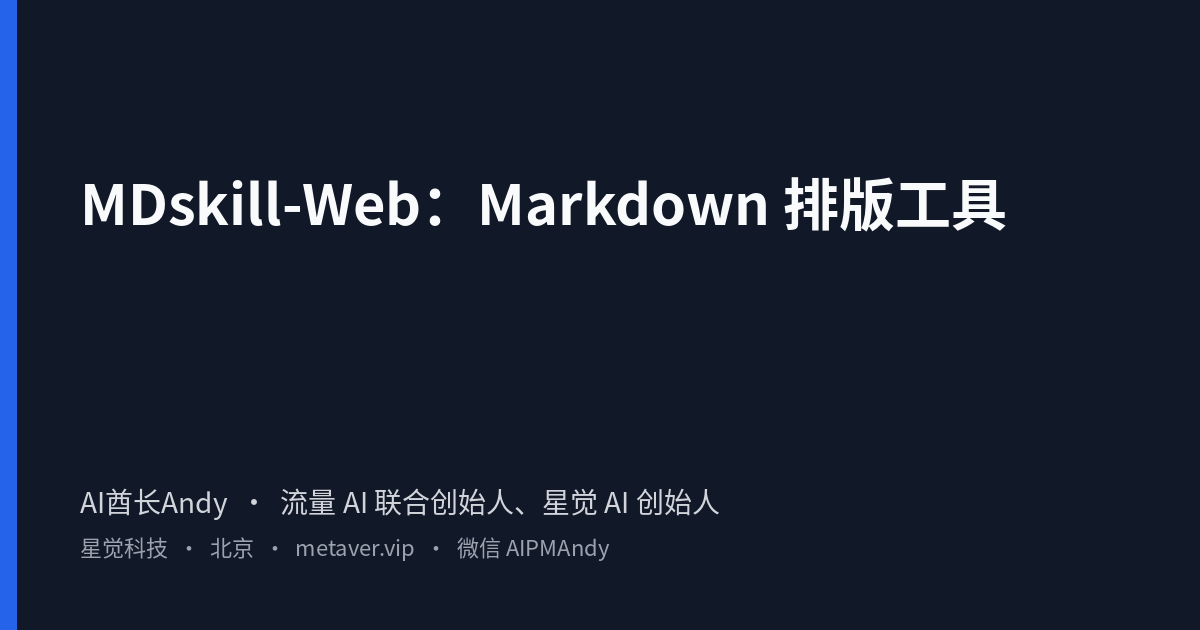 MDskill-Web：Markdown 排版工具
AI酋长Andy · 流量 AI 联合创始人、星觉 AI 创始人
星觉科技 · 北京 · metaver.vip · 微信 AIPMAndy